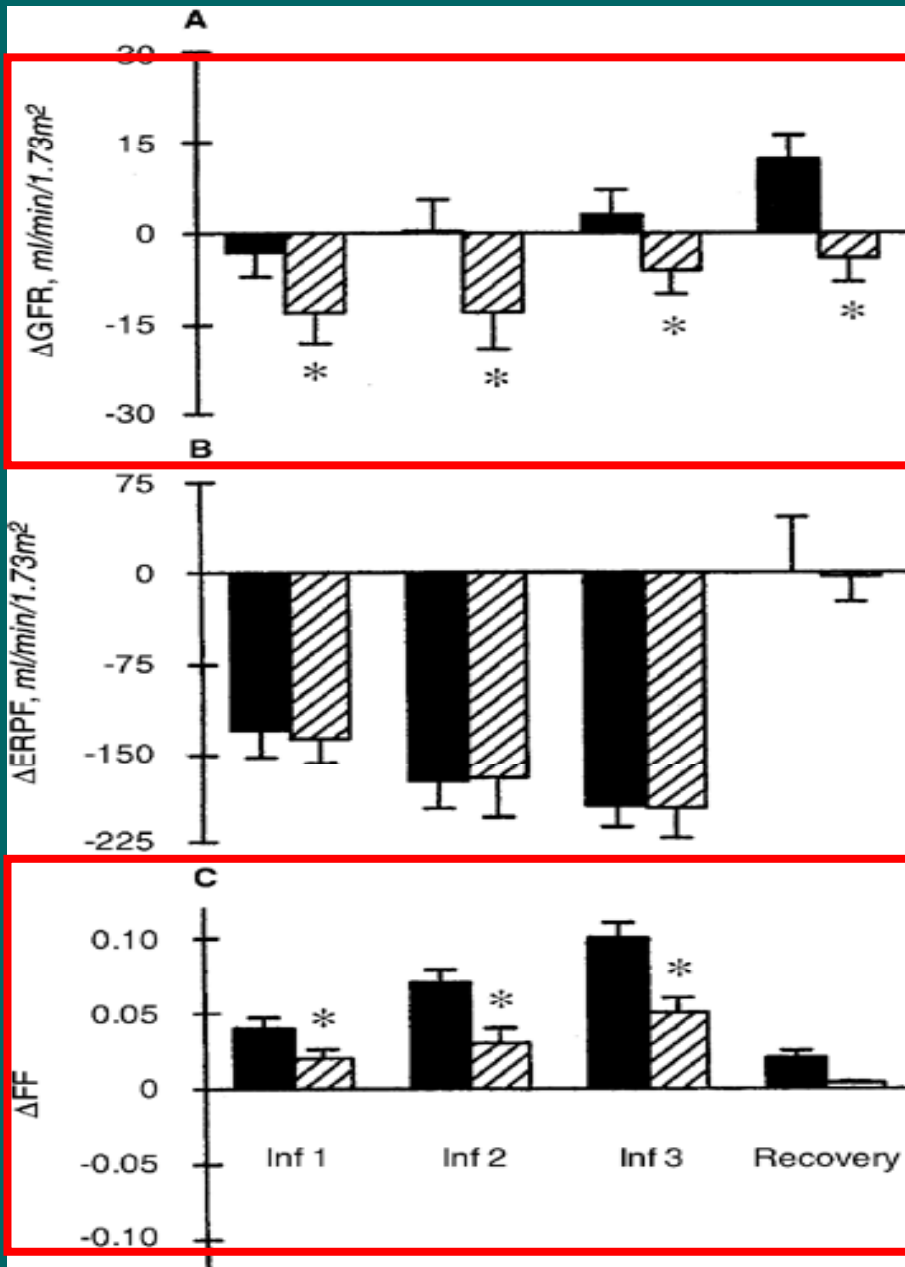 A
30
15
0
-15
-30
ΔGFR, ml/min/1.73m²
* * * *
B
75
0
-75
-150
-225
ΔERPF, ml/min/1.73m²
C
0.10
0.05
0
-0.05
-0.10
ΔFF
* * *
Inf 1 Inf 2 Inf 3 Recovery